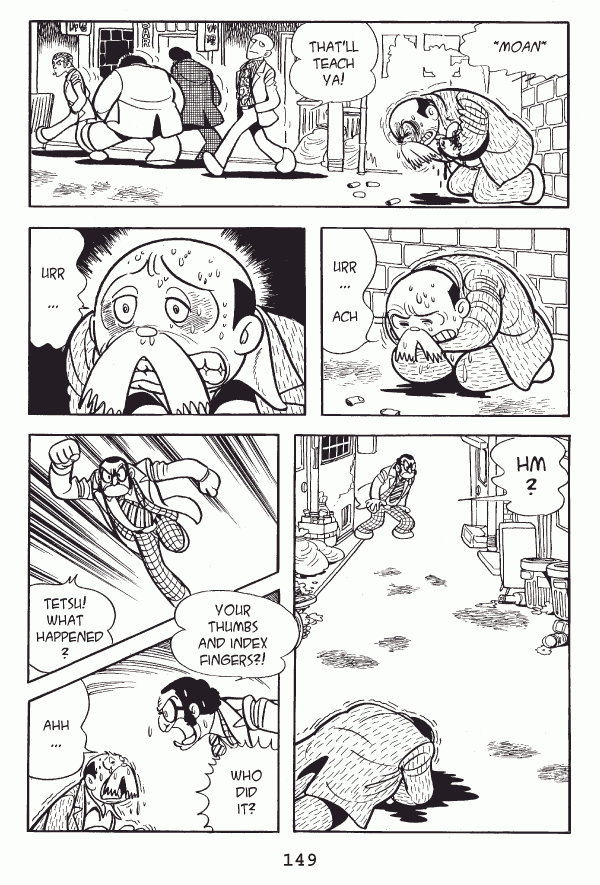 "MOAN"
THAT'LL
TEACH
YA!
BAR
URR
...
ACH
URR
...
HM
?
TETSU!
WHAT
HAPPENED
?
YOUR
THUMBS
AND INDEX
FINGERS?!
WHO
DID
IT?
AHH
...
149